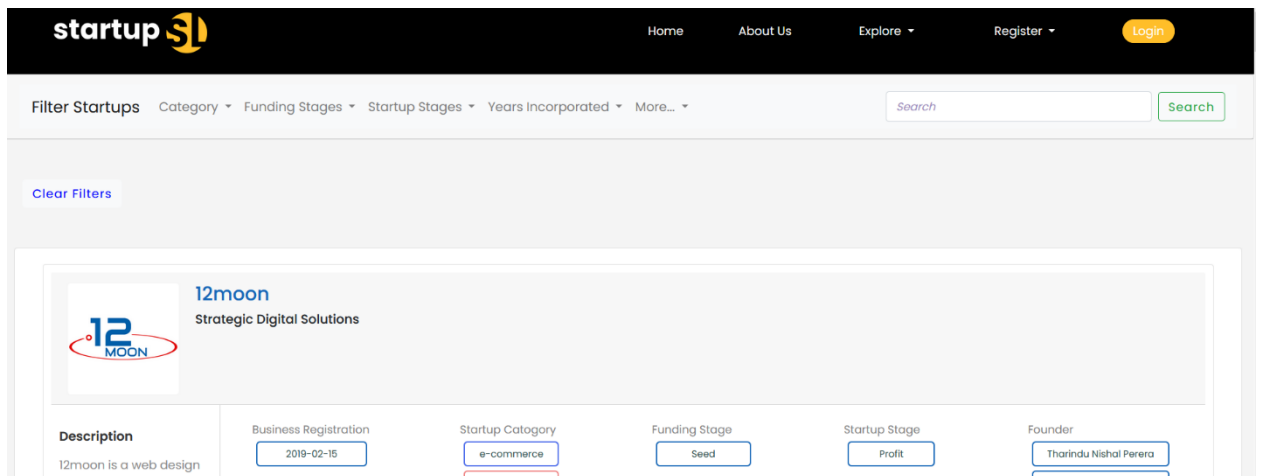 startup SL
Home About Us Explore Register Login
Filter Startups Category Funding Stages Startup Stages Years Incorporated More... Search Search
Clear Filters
12moon
Strategic Digital Solutions
12
MOON
Description
12moon is a web design
Business Registration Startup Catogory Funding Stage Startup Stage Founder
2019-02-15 e-commerce Seed Profit Tharindu Nishal Perera